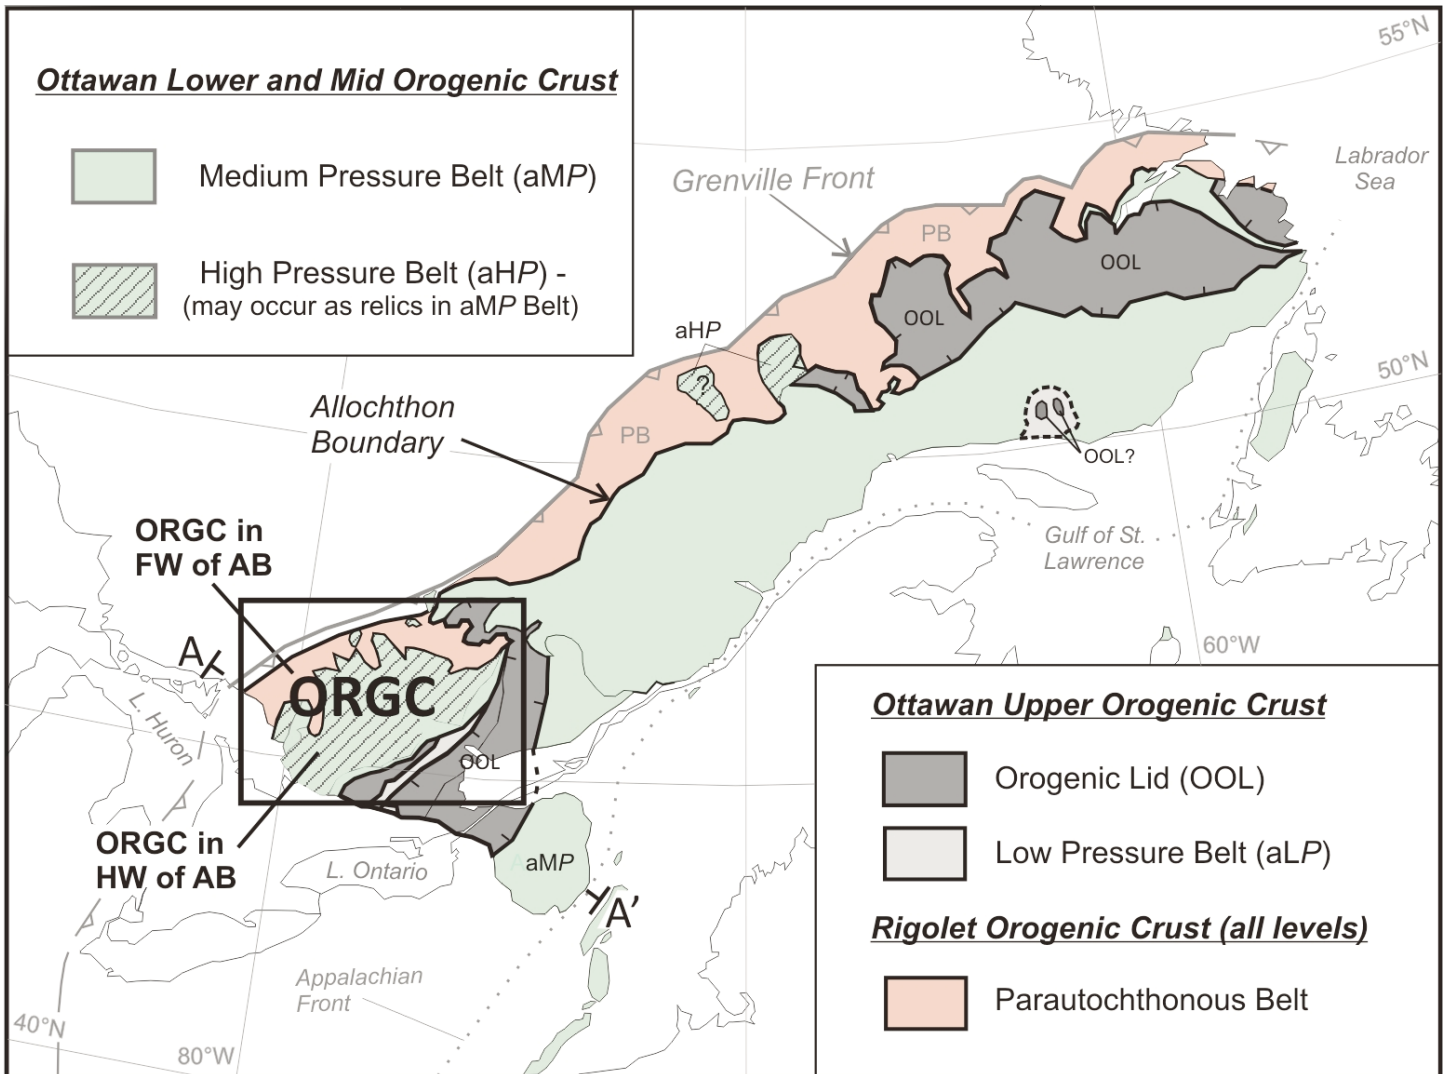 Ottawan Lower and Mid Orogenic Crust
Medium Pressure Belt (aMP)
High Pressure Belt (aHP) -
(may occur as relics in aMP Belt)
55°N
Labrador
Sea
Grenville Front
PB
OOL
OOL
aHP
?
50°N
Allochthon
Boundary
PB
OOL?
ORGC in
FW of AB
Gulf of St.
Lawrence
A
60°W
ORGC
L. Huron
OOL
ORGC in
HW of AB
L. Ontario
aMP
A'
Appalachian
Front
40°N
80°W
Ottawan Upper Orogenic Crust
Orogenic Lid (OOL)
Low Pressure Belt (aLP)
Rigolet Orogenic Crust (all levels)
Parautochthonous Belt